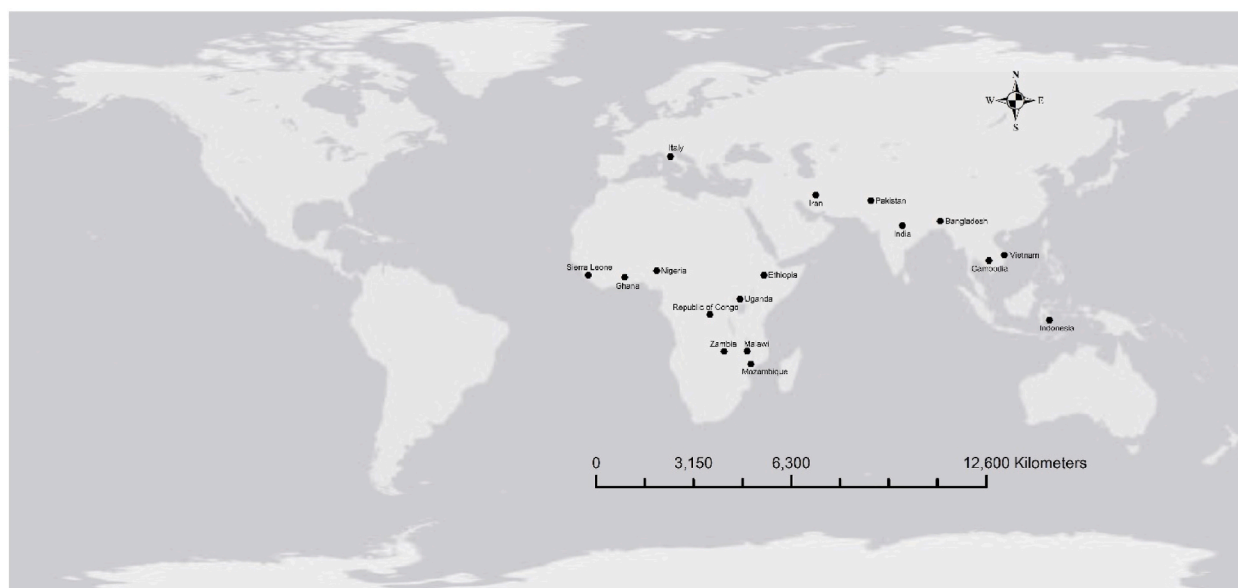 N
W E
S
Italy
Iran
Pakistan
Bangladesh
India
Vietnam
Cambodia
Sierra Leone
Nigeria
Ghana
Ethiopia
Uganda
Republic of Congo
Indonesia
Zambia
Malawi
Mozambique
0 3,150 6,300 12,600 Kilometers